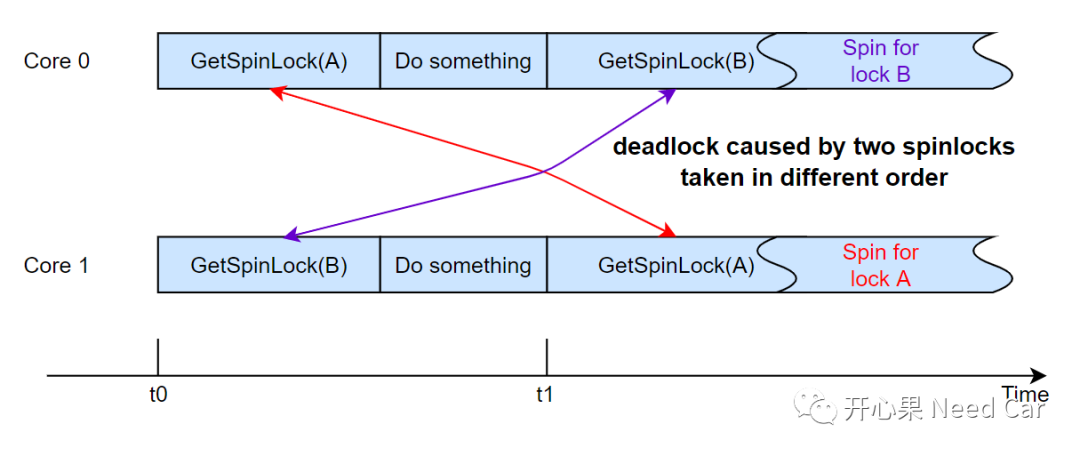 Core 0
GetSpinLock(A)
Do something
GetSpinLock(B)
Spin for
lock B
deadlock caused by two spinlocks
taken in different order
Core 1
GetSpinLock(B)
Do something
GetSpinLock(A)
Spin for
lock A
t0
t1
Time
开心果 Need Car